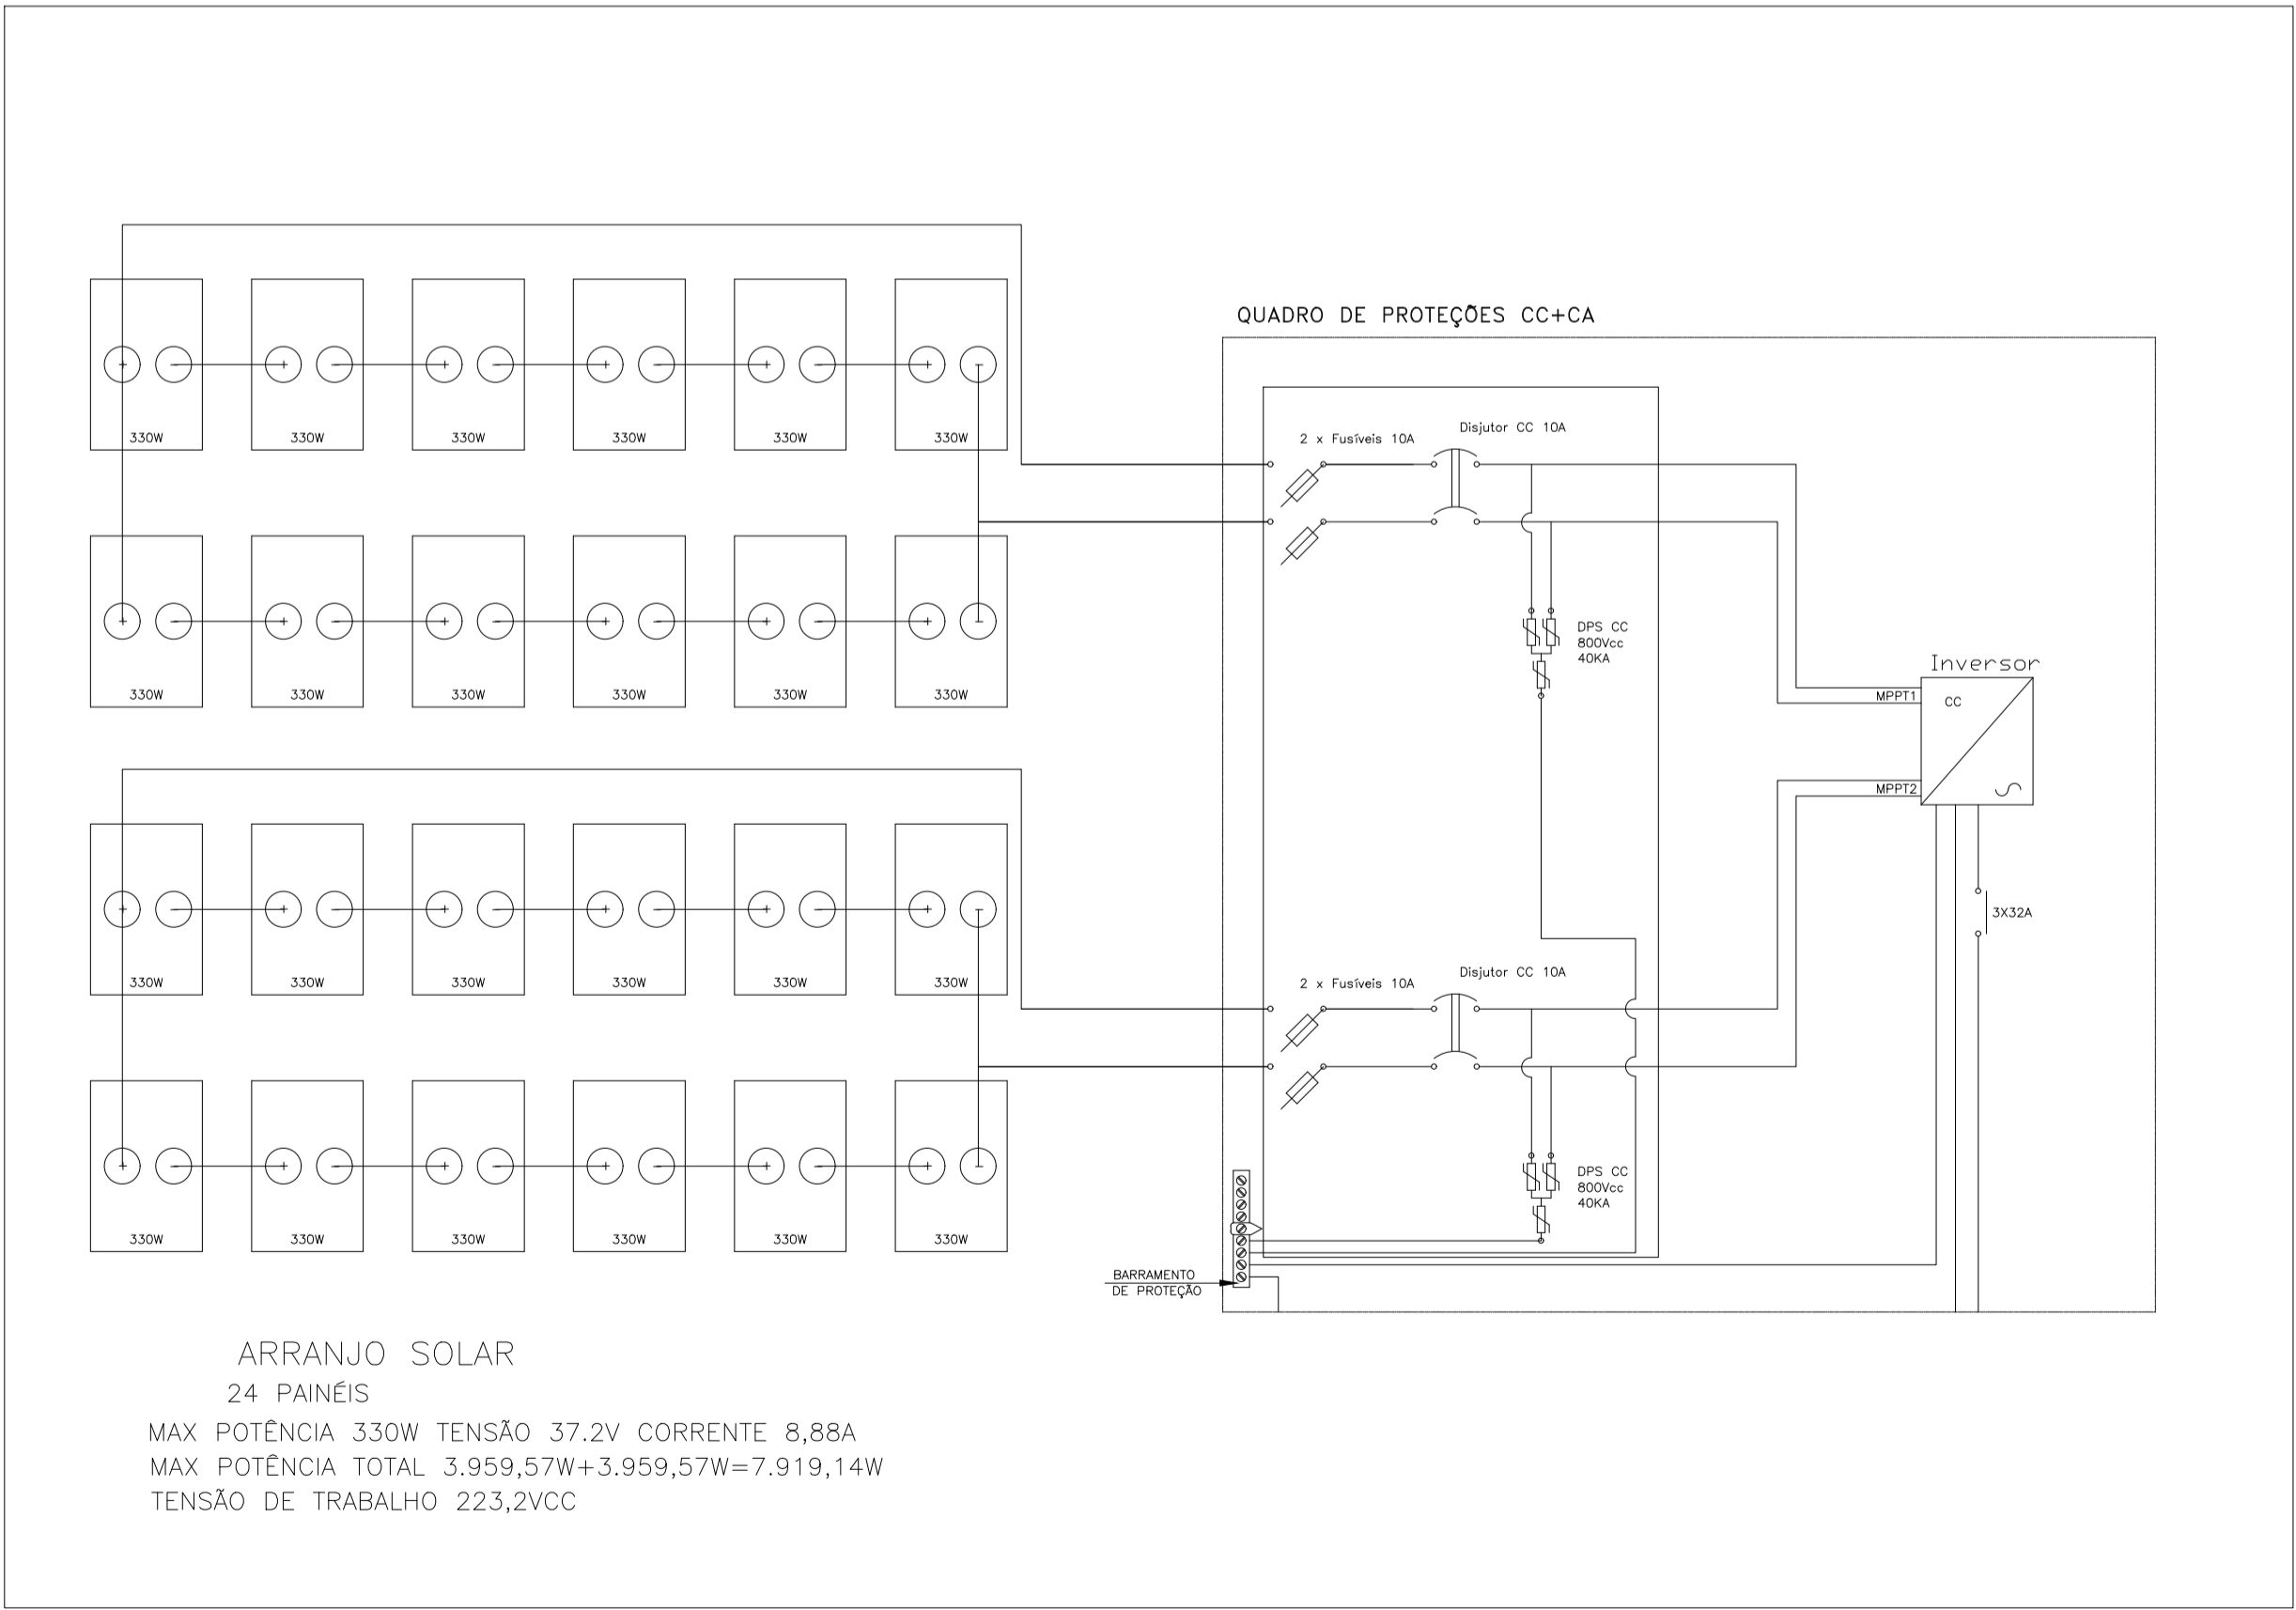 330W 330W 330W 330W 330W 330W
330W 330W 330W 330W 330W 330W
330W 330W 330W 330W 330W 330W
330W 330W 330W 330W 330W 330W
QUADRO DE PROTEÇÕES CC+CA
2 x Fusíveis 10A
Disjutor CC 10A
DPS CC
800Vcc
40KA
Inversor
MPPT1
CC
MPPT2
3X32A
2 x Fusíveis 10A
Disjutor CC 10A
DPS CC
800Vcc
40KA
BARRAMENTO
DE PROTEÇÃO
ARRANJO SOLAR
24 PAINÉIS
MAX POTÊNCIA 330W TENSÃO 37.2V CORRENTE 8,88A
MAX POTÊNCIA TOTAL 3.959,57W+3.959,57W=7.919,14W
TENSÃO DE TRABALHO 223,2VCC